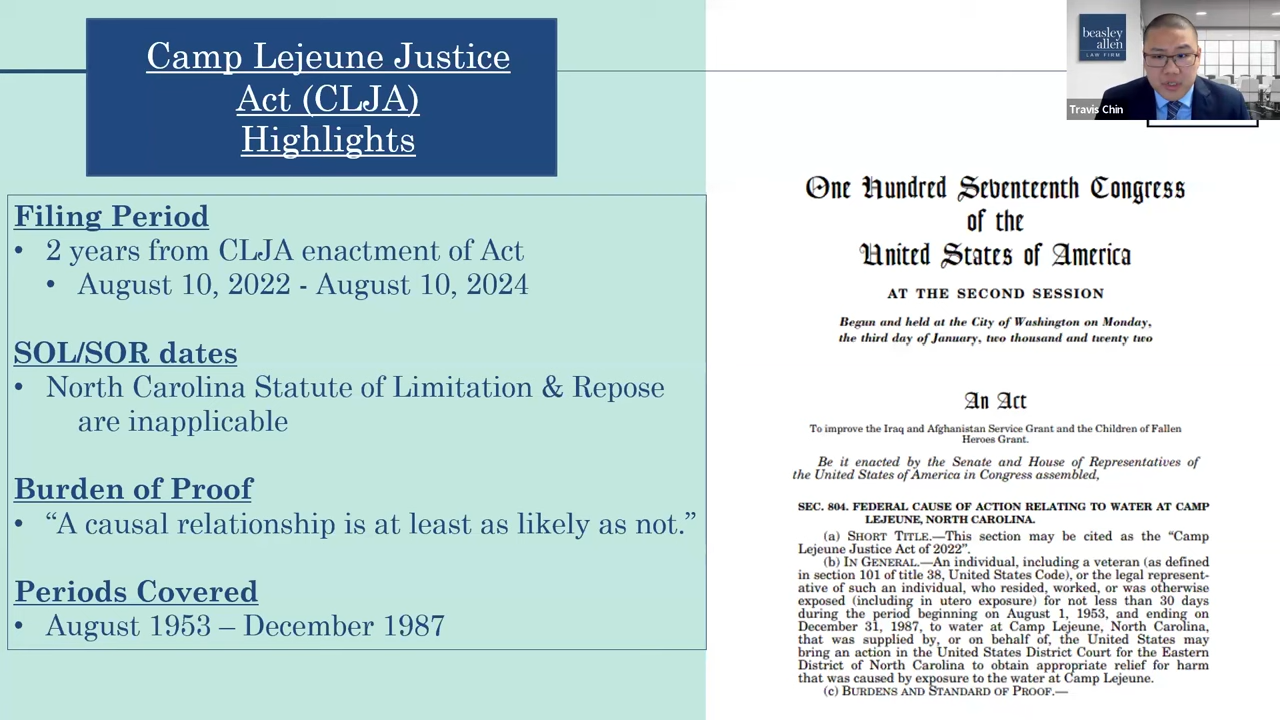 Camp Lejeune Justice
Act (CLJA)
Highlights
Filing Period
• 2 years from CLJA enactment of Act
• August 10, 2022 - August 10, 2024
SOL/SOR dates
• North Carolina Statute of Limitation & Repose
are inapplicable
Burden of Proof
• “A causal relationship is at least as likely as not.”
Periods Covered
• August 1953 – December 1987
beasley
allen
LAW FIRM
Travis Chin
One Hundred Seventeenth Congress
of the
United States of America
AT THE SECOND SESSION
Begun and held at the City of Washington on Monday,
the third day of January, two thousand and twenty two
An Act
To improve the Iraq and Afghanistan Service Grant and the Children of Fallen
Heroes Grant.
Be it enacted by the Senate and House of Representatives of
the United States of America in Congress assembled,
SEC. 804. FEDERAL CAUSE OF ACTION RELATING TO WATER AT CAMP
LEJEUNE, NORTH CAROLINA.
(a) SHORT TITLE.—This section may be cited as the “Camp
Lejeune Justice Act of 2022”.
(b) IN GENERAL.—An individual, including a veteran (as defined
in section 101 of title 38, United States Code), or the legal represent-
ative of such an individual, who resided, worked, or was otherwise
exposed (including in utero exposure) for not less than 30 days
during the period beginning on August 1, 1953, and ending on
December 31, 1987, to water at Camp Lejeune, North Carolina,
that was supplied by, or on behalf of, the United States may
bring an action in the United States District Court for the Eastern
District of North Carolina to obtain appropriate relief for harm
that was caused by exposure to the water at Camp Lejeune.
(c) BURDENS AND STANDARD OF PROOF.—